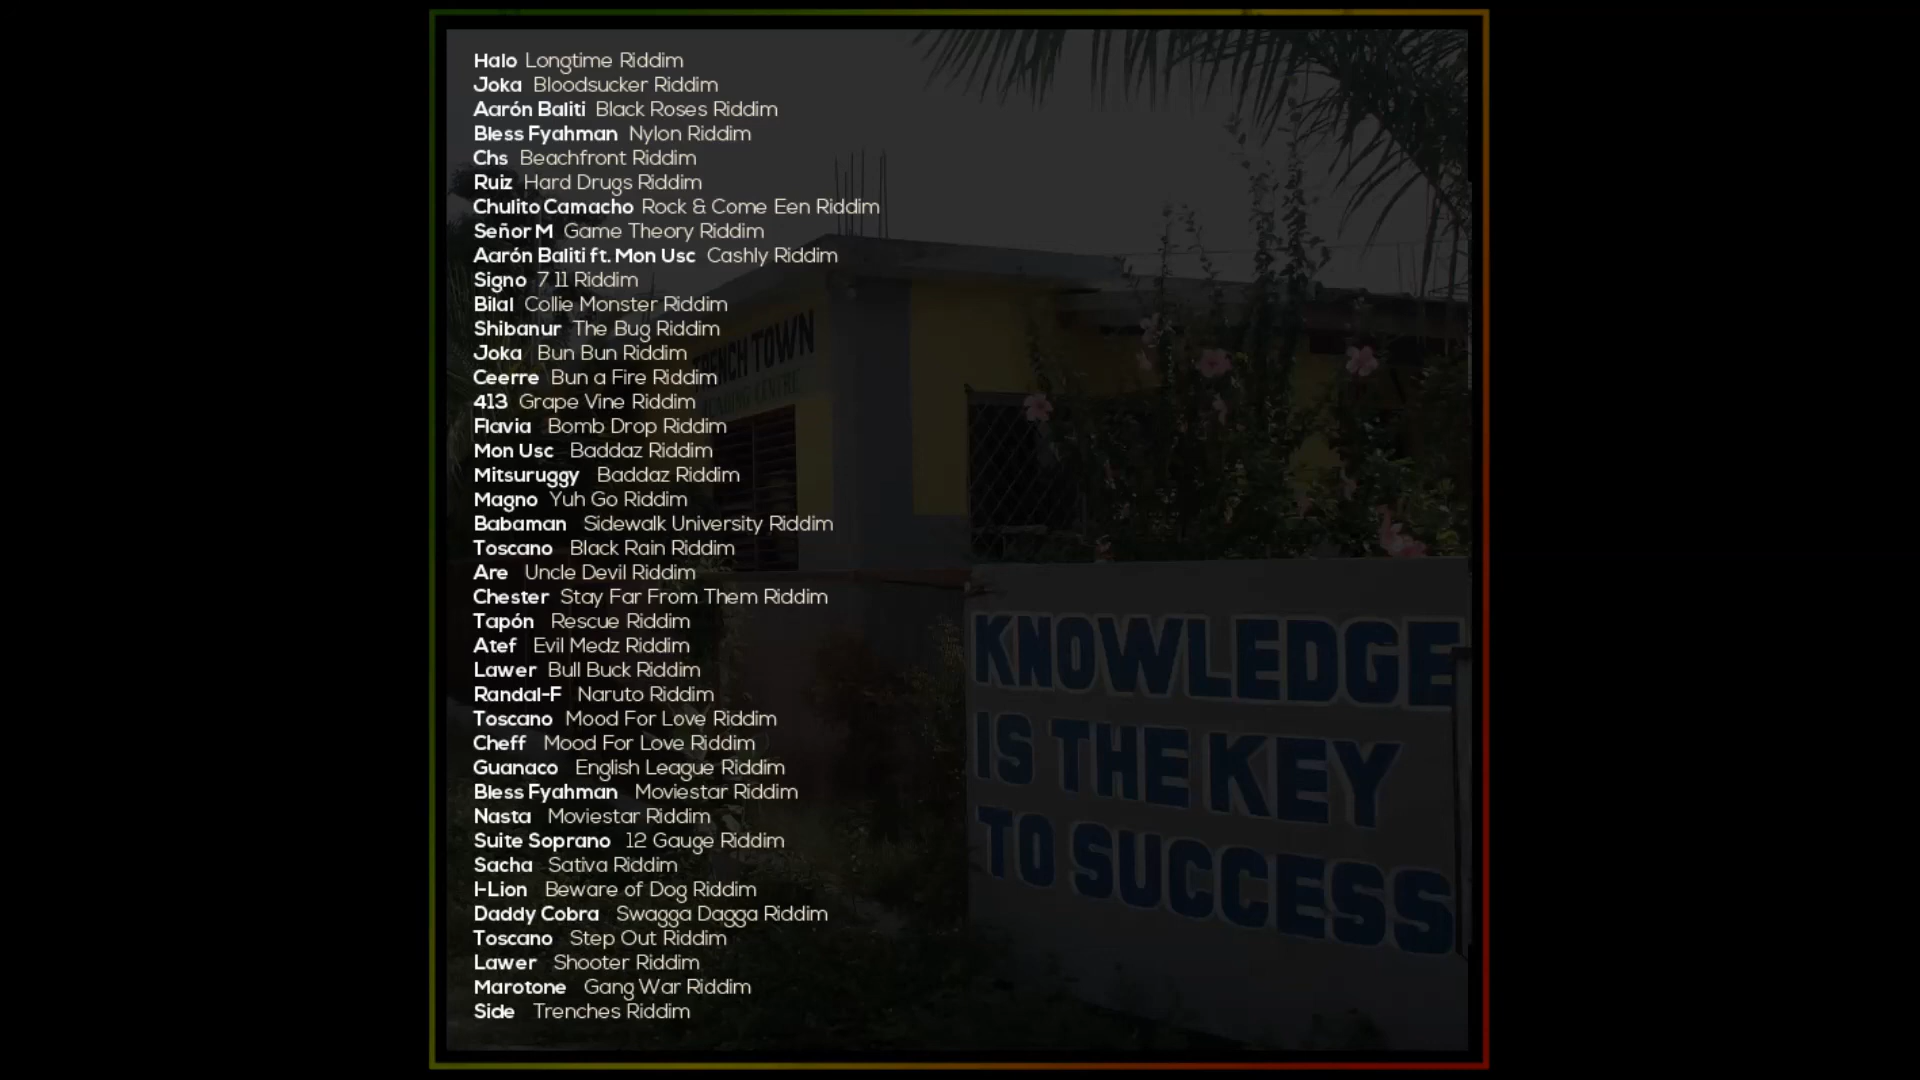 Halo Longtime Riddim
Joka Bloodsucker Riddim
Aarón Baliti Black Roses Riddim
Bless Fyahman Nylon Riddim
Chs Beachfront Riddim
Ruiz Hard Drugs Riddim
Chulito Camacho Rock & Come Een Riddim
Señor M Game Theory Riddim
Aarón Baliti ft. Mon Usc Cashly Riddim
Signo 7 11 Riddim
Bilal Collie Monster Riddim
Shibanur The Bug Riddim
Joka Bun Bun Riddim
Ceerre Bun a Fire Riddim
413 Grape Vine Riddim
Flavia Bomb Drop Riddim
Mon Usc Baddaz Riddim
Mitsuruggy Baddaz Riddim
Magno Yuh Go Riddim
Babaman Sidewalk University Riddim
Toscano Black Rain Riddim
Are Uncle Devil Riddim
Chester Stay Far From Them Riddim
Tapón Rescue Riddim
Atef Evil Medz Riddim
Lawer Bull Buck Riddim
Randal-F Naruto Riddim
Toscano Mood For Love Riddim
Cheff Mood For Love Riddim
Guanaco English League Riddim
Bless Fyahman Moviestar Riddim
Nasta Moviestar Riddim
Suite Soprano 12 Gauge Riddim
Sacha Sativa Riddim
I-Lion Beware of Dog Riddim
Daddy Cobra Swagga Dagga Riddim
Toscano Step Out Riddim
Lawer Shooter Riddim
Marotone Gang War Riddim
Side Trenches Riddim
TRENCH TOWN
KNOWLEDGE
IS THE KEY
TO SUCCESS